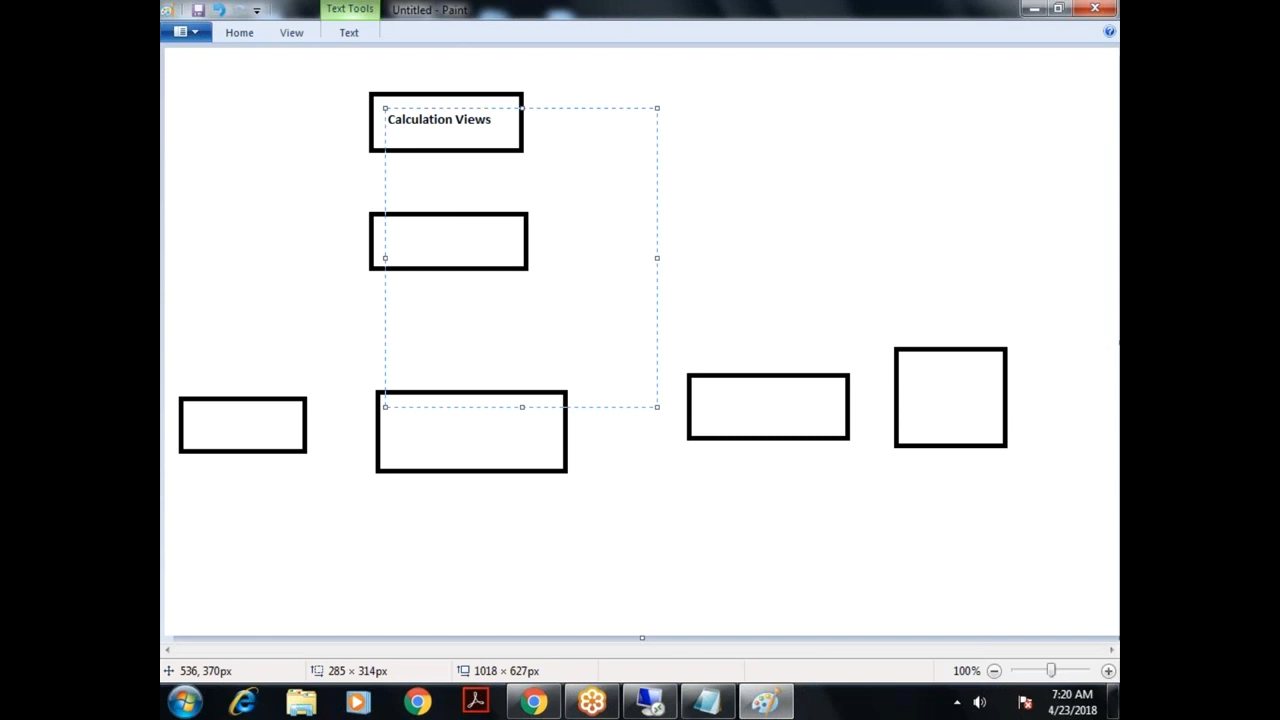 Text Tools
Untitled - Paint
Home
View
Text
Calculation Views
536, 370px
285 × 314px
1018 × 627px
100%
7:20 AM
4/23/2018